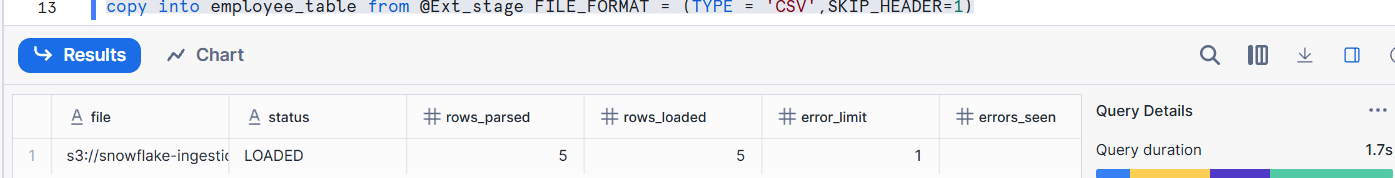 13 copy into employee_table from @Ext_stage FILE_FORMAT = (TYPE = 'CSV',SKIP_HEADER=1)
Results Chart
file status rows_parsed rows_loaded error_limit errors_seen
1 s3://snowflake-ingestic LOADED 5 5 1
Query Details
Query duration 1.7s